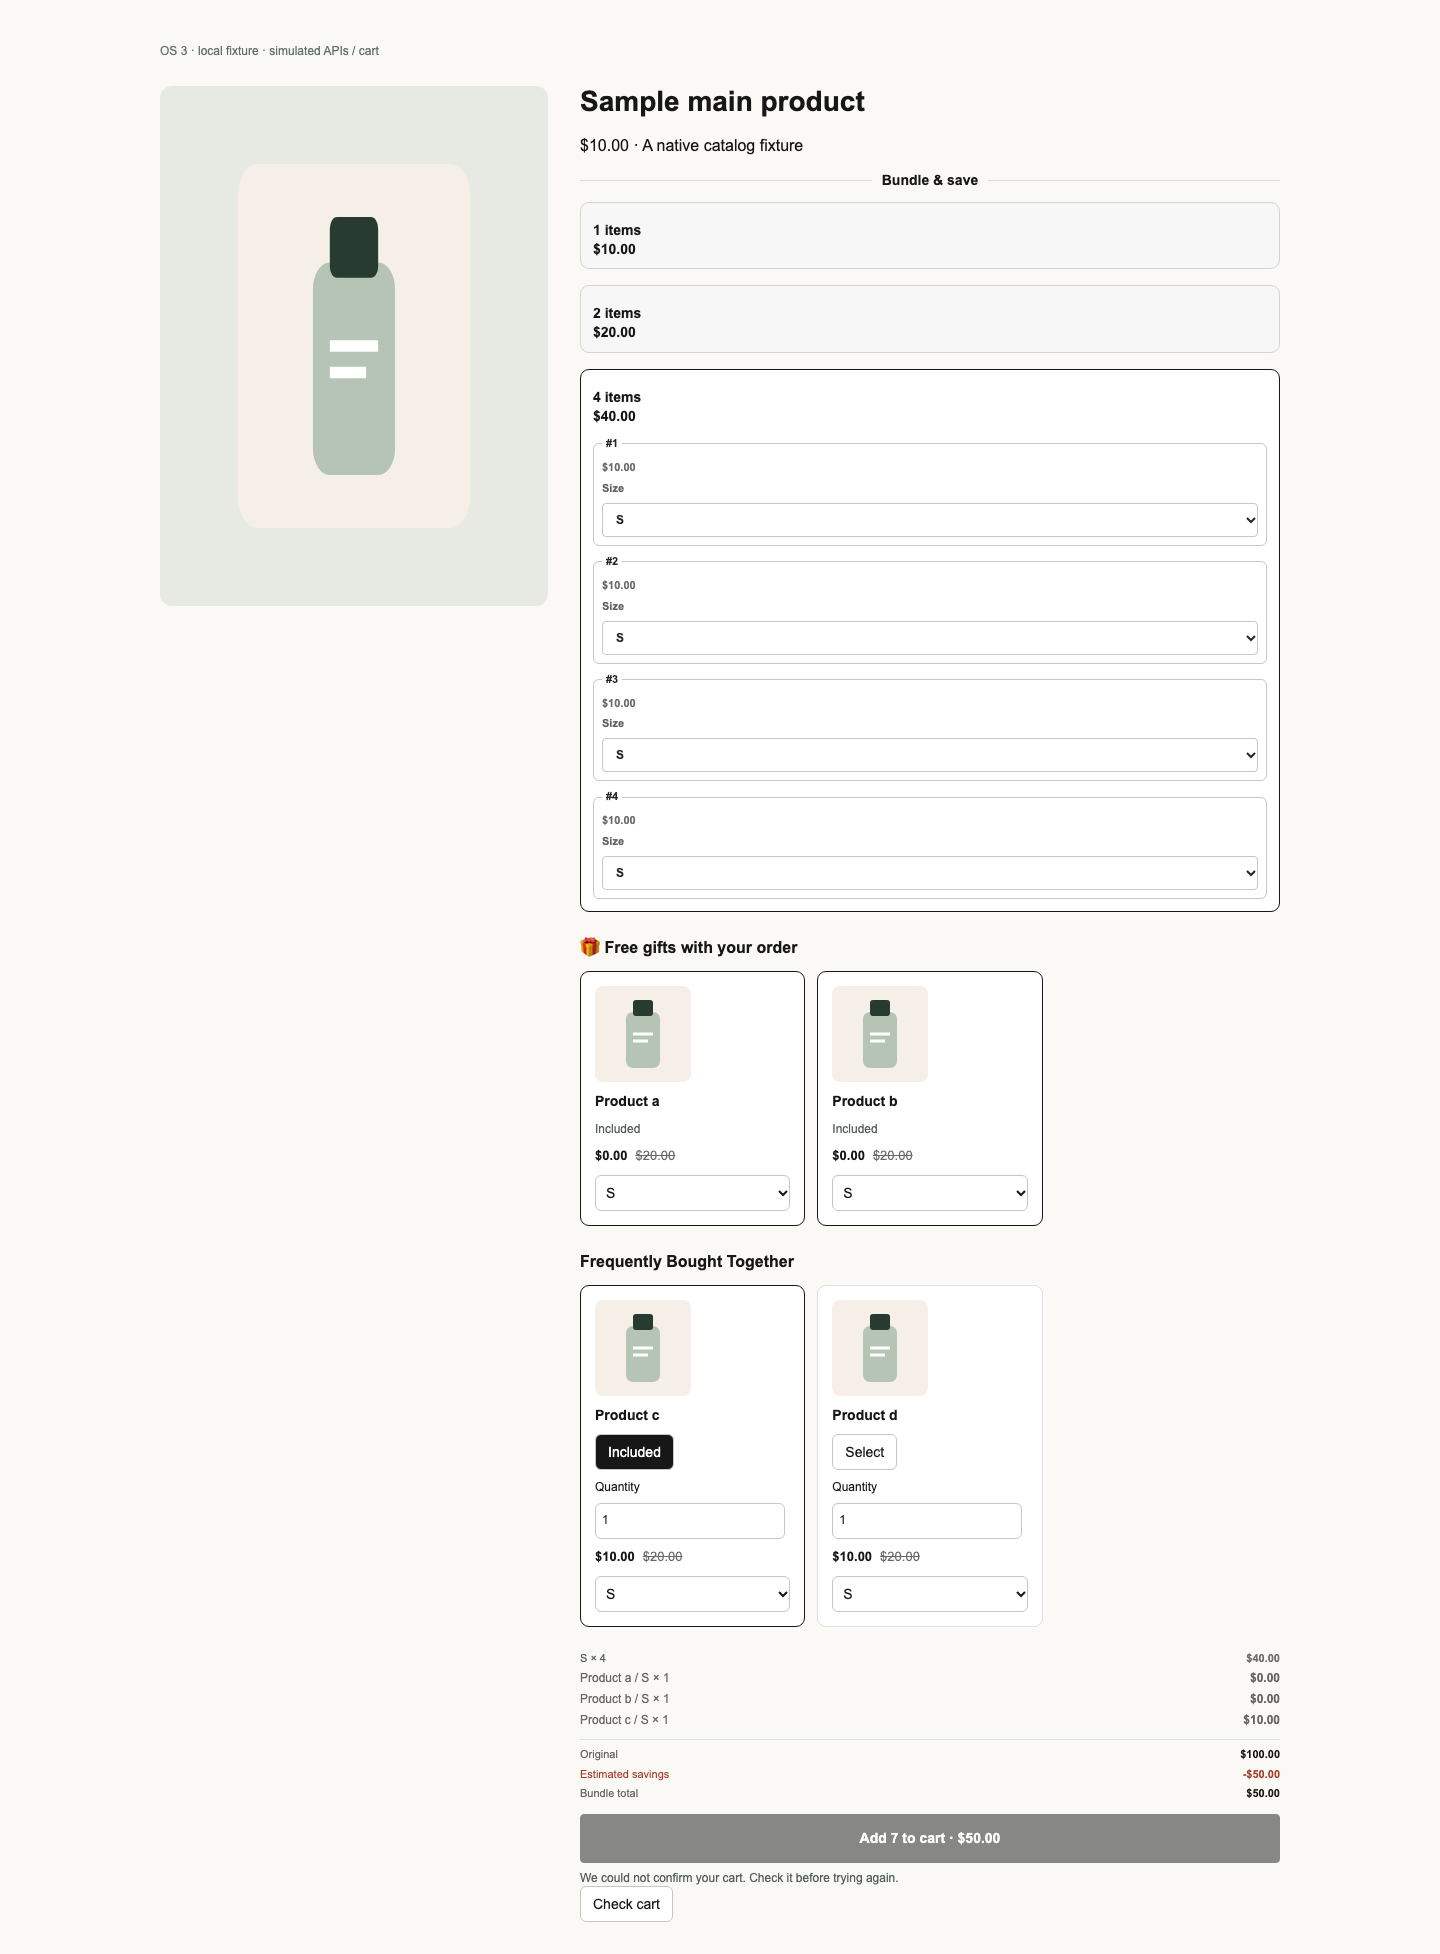 OS 3 · local fixture · simulated APIs / cart
Sample main product
$10.00 · A native catalog fixture
Bundle & save
1 items
$10.00
2 items
$20.00
4 items
$40.00
#1
$10.00
Size
S
#2
$10.00
Size
S
#3
$10.00
Size
S
#4
$10.00
Size
S
🎁 Free gifts with your order
Product a
Included
$0.00 $20.00
S
Product b
Included
$0.00 $20.00
S
Frequently Bought Together
Product c
Included
Quantity
1
$10.00 $20.00
S
Product d
Select
Quantity
1
$10.00 $20.00
S
S × 4 $40.00
Product a / S × 1 $0.00
Product b / S × 1 $0.00
Product c / S × 1 $10.00
Original $100.00
Estimated savings -$50.00
Bundle total $50.00
Add 7 to cart · $50.00
We could not confirm your cart. Check it before trying again.
Check cart